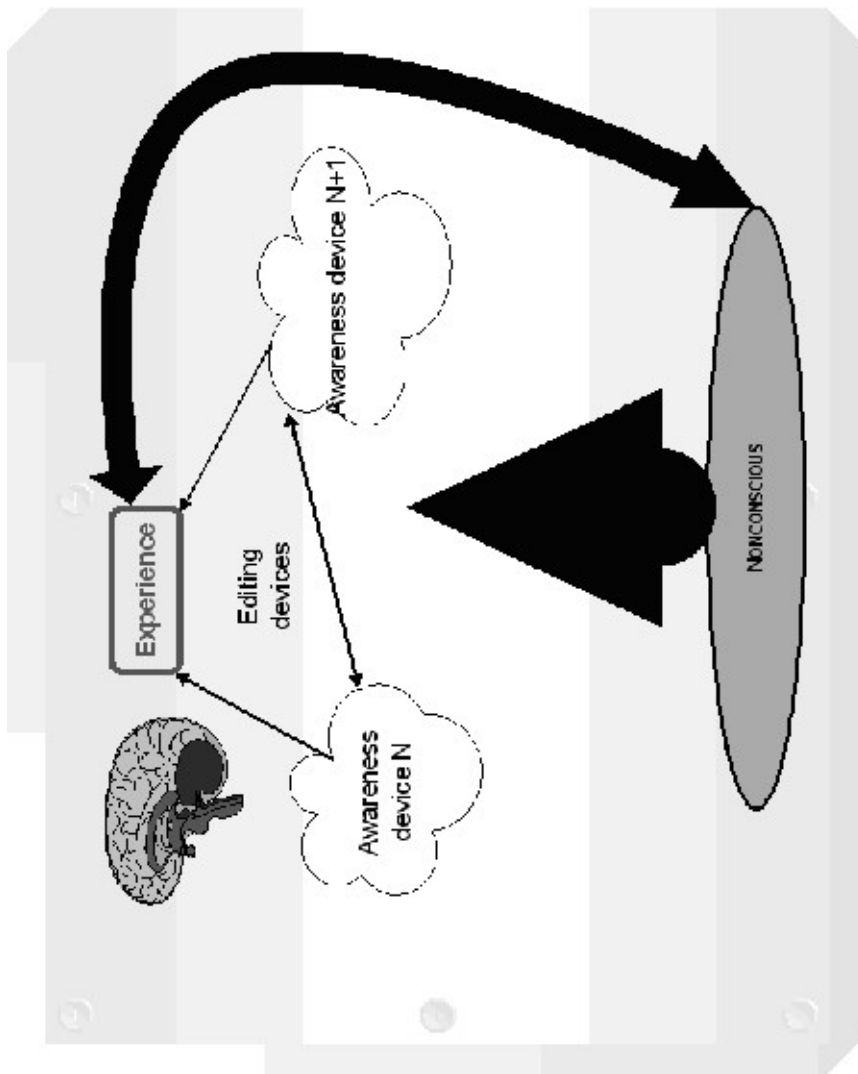 Experience
Editing
devices
Awareness
device N
Awareness device N+1
NONCONSCIOUS